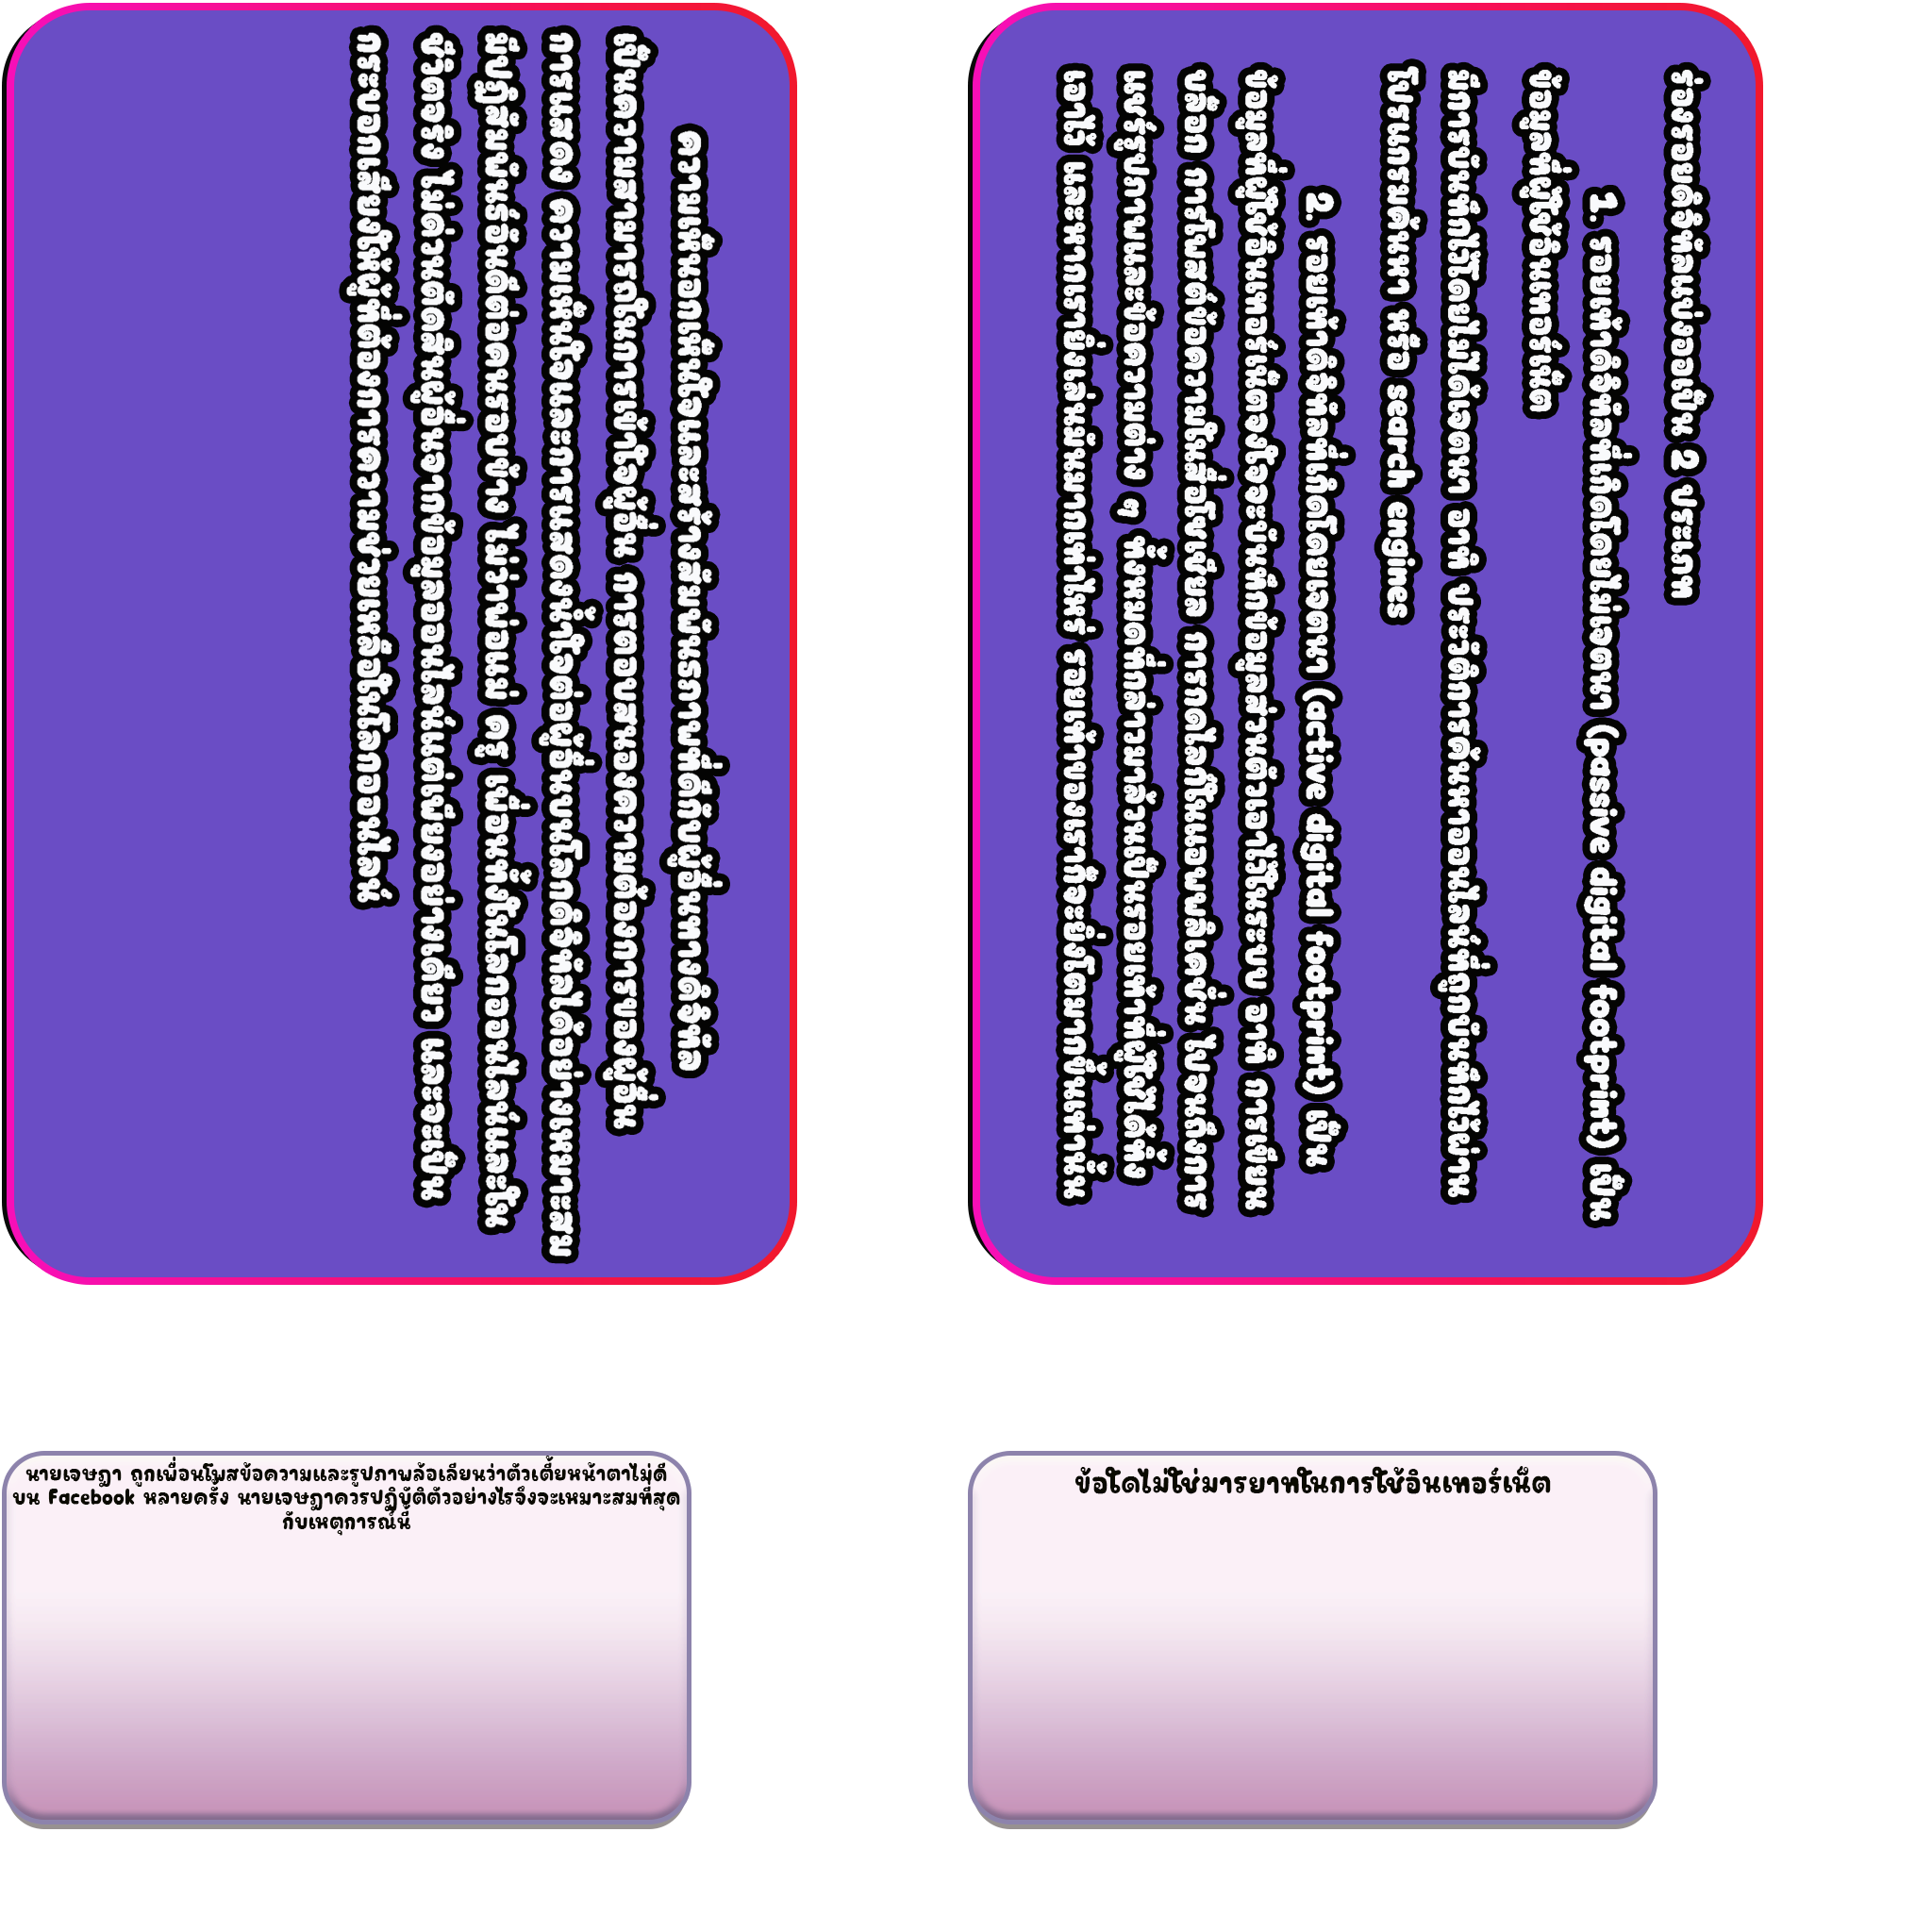 ความเห็นอกเห็นใจและสร้างสัมพันธภาพที่ดีกับผู้อื่นทางดิจิทัล
เป็นความสามารถในการเข้าใจผู้อื่น การตอบสนองความต้องการของผู้อื่น
การแสดง ความเห็นใจและการแสดงน้ำใจต่อผู้อื่นบนโลกดิจิทัลได้อย่างเหมาะสม
มีปฏิสัมพันธ์อันดีต่อคนรอบข้าง ไม่ว่าพ่อแม่ ครู เพื่อนทั้งในโลกออนไลน์และใน
ชีวิตจริง ไม่ด่วนตัดสินผู้อื่นจากข้อมูลออนไลน์แต่เพียงอย่างเดียว และจะเป็น
กระบอกเสียงให้ผู้ที่ต้องการความช่วยเหลือในโลกออนไลน์
ร่องรอยดิจิทัลแบ่งออกเป็น 2 ประเภท
1. รอยเท้าดิจิทัลที่เกิดโดยไม่เจตนา (passive digital footprint) เป็น
ข้อมูลที่ผู้ใช้อินเทอร์เน็ต
มีการบันทึกไว้โดยไม่ได้เจตนา อาทิ ประวัติการค้นหาออนไลน์ที่ถูกบันทึกไว้ผ่าน
โปรแกรมค้นหา หรือ search engines
2. รอยเท้าดิจิทัลที่เกิดโดยเจตนา (active digital footprint) เป็น
ข้อมูลที่ผู้ใช้อินเทอร์เน็ตจงใจจะบันทึกข้อมูลส่วนตัวเอาไว้ในระบบ อาทิ การเขียน
บล็อก การโพสต์ข้อความในสื่อโซเชียล การกดไลก์ในแอพพลิเคชั่น ไปจนถึงการ
แชร์รูปภาพและข้อความต่าง ๆ ทั้งหมดที่กล่าวมาล้วนเป็นรอยเท้าที่ผู้ใช้ได้ทิ้ง
เอาไว้ และหากเรายิ่งเล่นมันมากเท่าไหร่ รอยเท้าของเราก็จะยิ่งโตมากขึ้นเท่านั้น
นายเจษฎา ถูกเพื่อนโพสข้อความและรูปภาพล้อเลียนว่าตัวเตี้ยหน้าตาไม่ดี
บน Facebook หลายครั้ง นายเจษฎาควรปฏิบัติตัวอย่างไรจึงจะเหมาะสมที่สุด
กับเหตุการณ์นี้
ข้อใดไม่ใช่มารยาทในการใช้อินเทอร์เน็ต